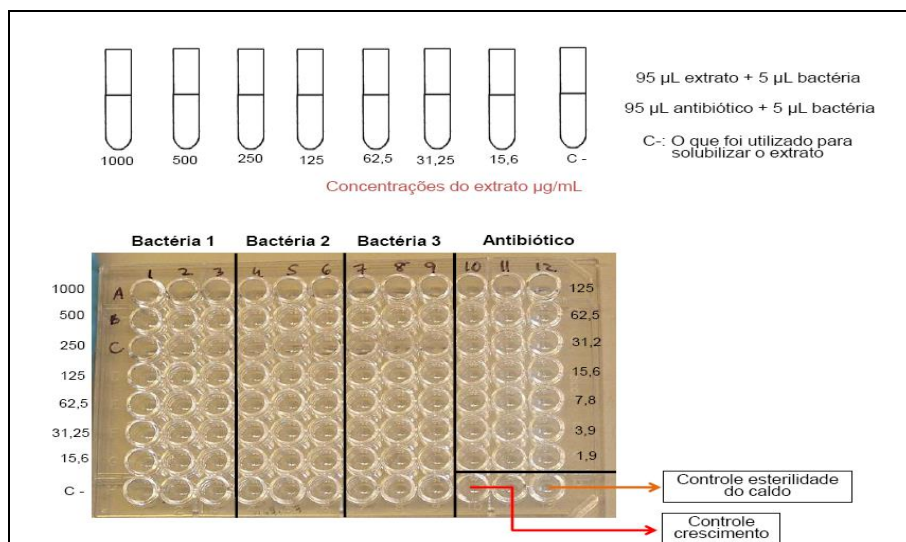 1000 500 250 125 62,5 31,25 15,6 C -
95 µL extrato + 5 µL bactéria
95 µL antibiótico + 5 µL bactéria
C-: O que foi utilizado para
solubilizar o extrato
Concentrações do extrato µg/mL
Bactéria 1 Bactéria 2 Bactéria 3 Antibiótico
1 2 3 4 5 6 7 8 9 10 11 12
1000 A 125
500 B 62,5
250 C 31,2
125 15,6
62,5 7,8
31,25 3,9
15,6 1,9
C -
Controle esterilidade
do caldo
Controle
crescimento